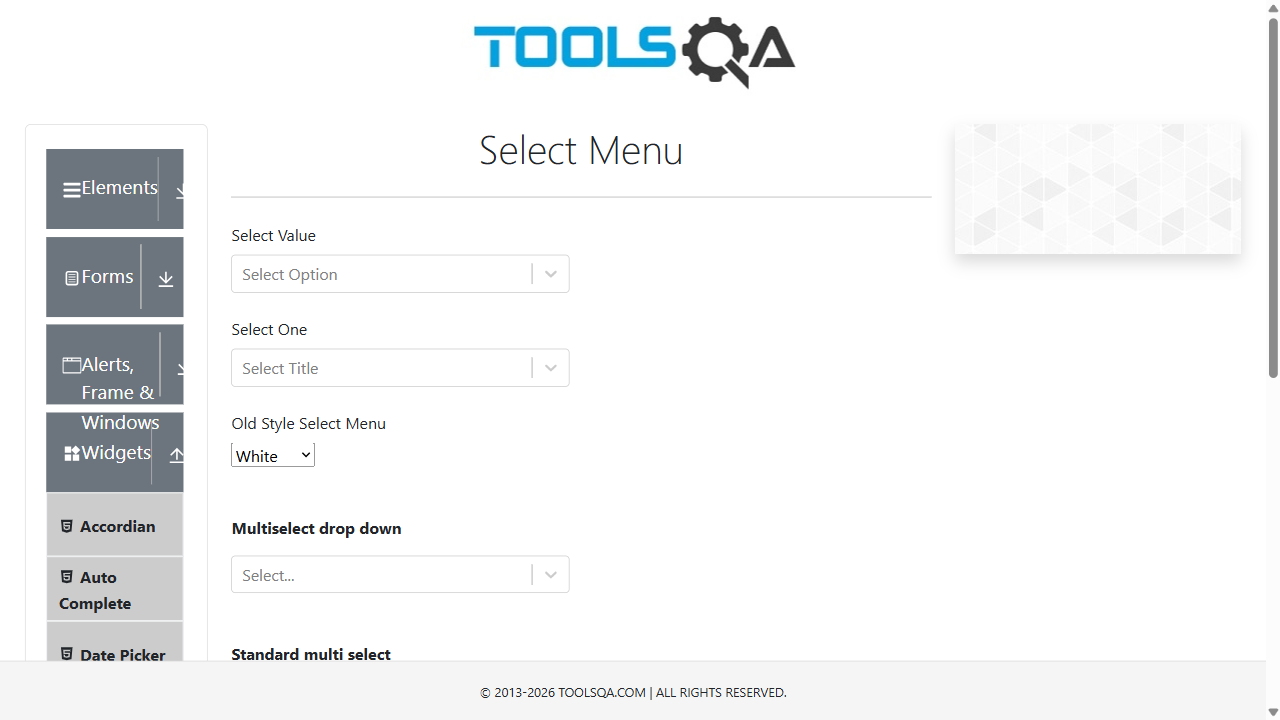 TOOLSQA
Select Menu
Elements
Forms
Alerts,
Frame &
Windows
Widgets
Accordian
Auto
Complete
Date Picker
Select Value
Select Option
Select One
Select Title
Old Style Select Menu
White
Multiselect drop down
Select...
Standard multi select
© 2013-2026 TOOLSQA.COM | ALL RIGHTS RESERVED.